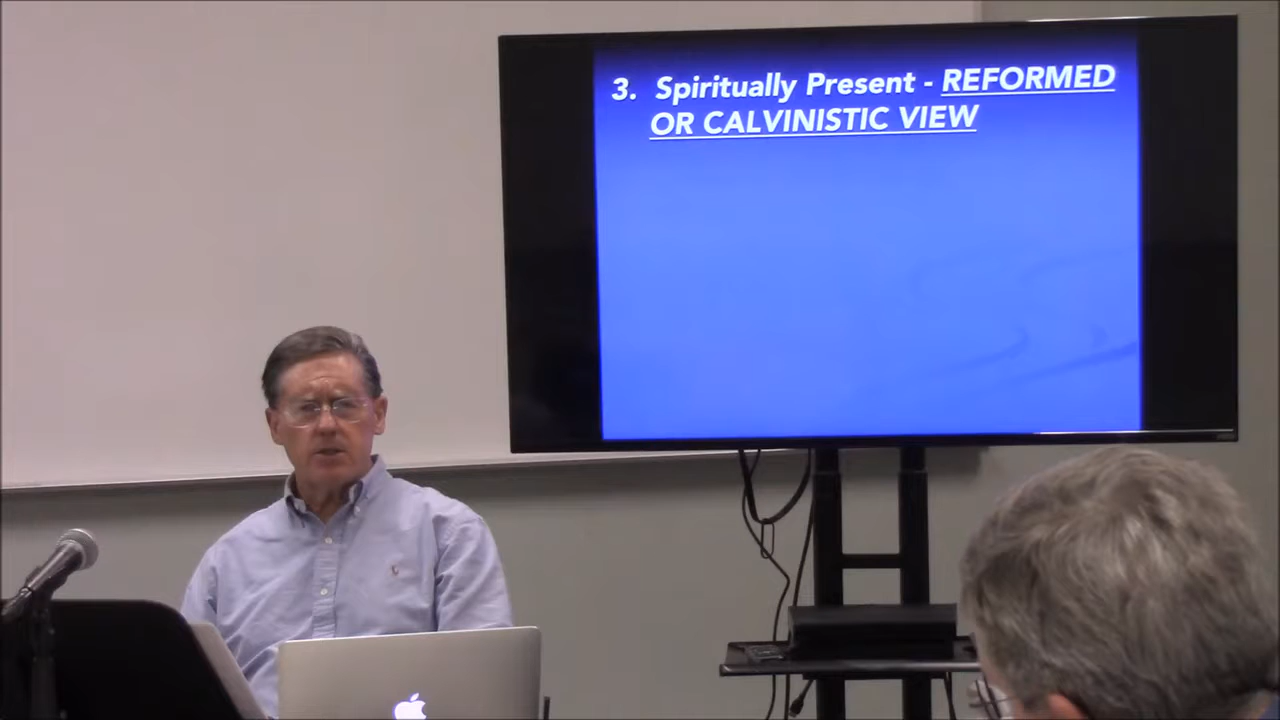 3. Spiritually Present - REFORMED
OR CALVINISTIC VIEW